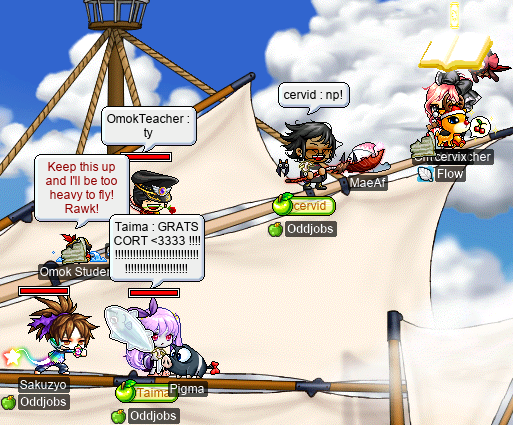 cervid : np!
OmokTeacher :
ty
Keep this up
and I'll be too
heavy to fly!
Rawk!
Taima : GRATS
CORT <3333 !!!!
cervid
MaeAf
Oddjobs
Flow
Omok Studen
Sakuzyo
Oddjobs
Taima
Pigma
Oddjobs